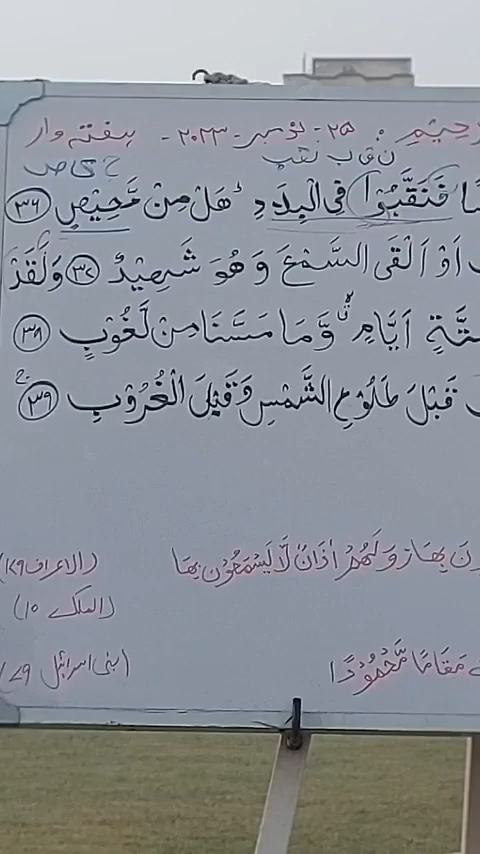 حیمِ ۲۵ - نومبر - ۲۰۲۳ - ہفتہ وار
ن ق ب نقب ح ی ص
فَنَقَّبُوْا فِی الْبِلَادِ ؕ هَلْ مِنْ مَّحِیْصٍ ﴿۳۶﴾
اَوْ اَلْقَی السَّمْعَ وَ هُوَ شَهِیْدٌ ﴿۳۷﴾ وَ لَقَدْ
اَیَّامٍ ۖق وَّ مَا مَسَّنَا مِنْ لُّغُوْبٍ ﴿۳۸﴾
قَبْلَ طُلُوْعِ الشَّمْسِ وَ قَبْلَ الْغُرُوْبِ ﴿۳۹﴾ ج
نَ بِهَا ز وَ لَهُمْ اٰذَانٌ لَّا یَسْمَعُوْنَ بِهَا (الاعراف ۱۷۹)
(الملک ۱۰)
مَقَامًا مَّحْمُوْدًا (بنی اسرائیل ۷۹)